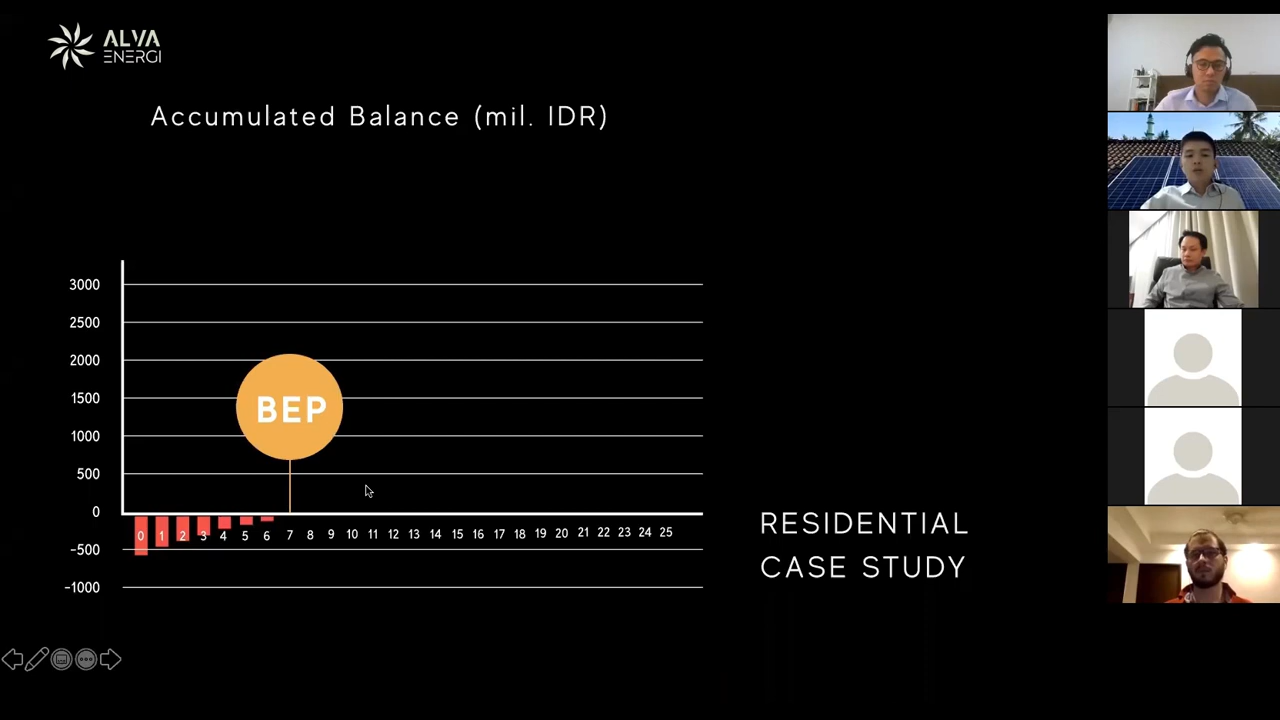 ALVA
ENERGI
Accumulated Balance (mil. IDR)
3000
2500
2000
1500
BEP
1000
500
0
0 1 2 3 4 5 6 7 8 9 10 11 12 13 14 15 16 17 18 19 20 21 22 23 24 25
-500
-1000
RESIDENTIAL
CASE STUDY